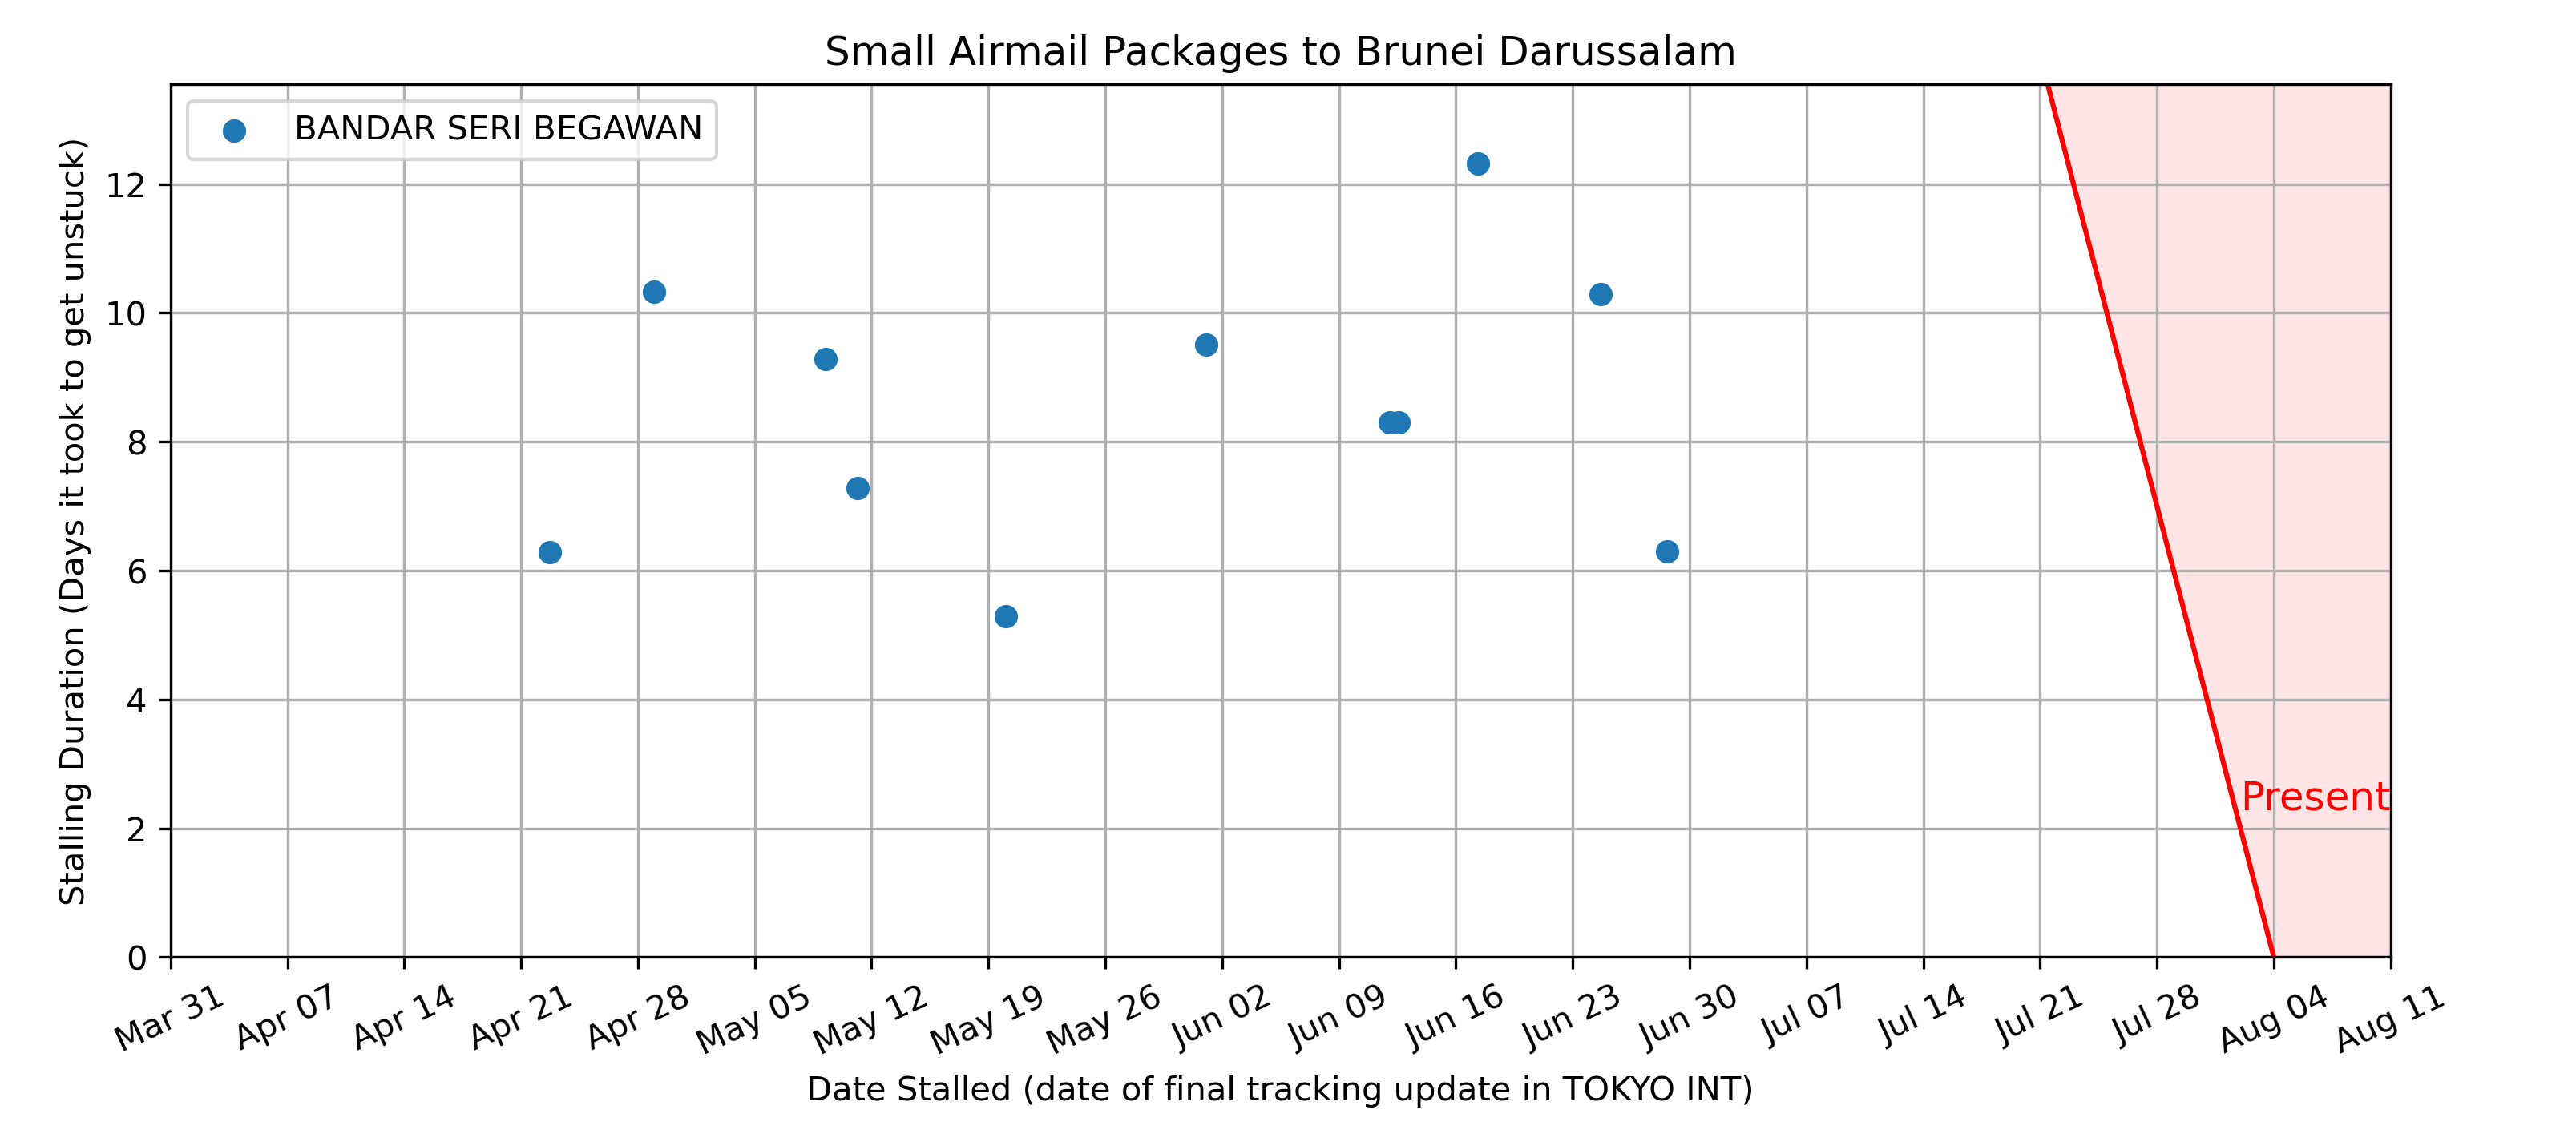 Small Airmail Packages to Brunei Darussalam
BANDAR SERI BEGAWAN
Stalling Duration (Days it took to get unstuck)
12
10
8
6
4
2
0
Present
Mar 31 Apr 07 Apr 14 Apr 21 Apr 28 May 05 May 12 May 19 May 26 Jun 02 Jun 09 Jun 16 Jun 23 Jun 30 Jul 07 Jul 14 Jul 21 Jul 28 Aug 04 Aug 11
Date Stalled (date of final tracking update in TOKYO INT)